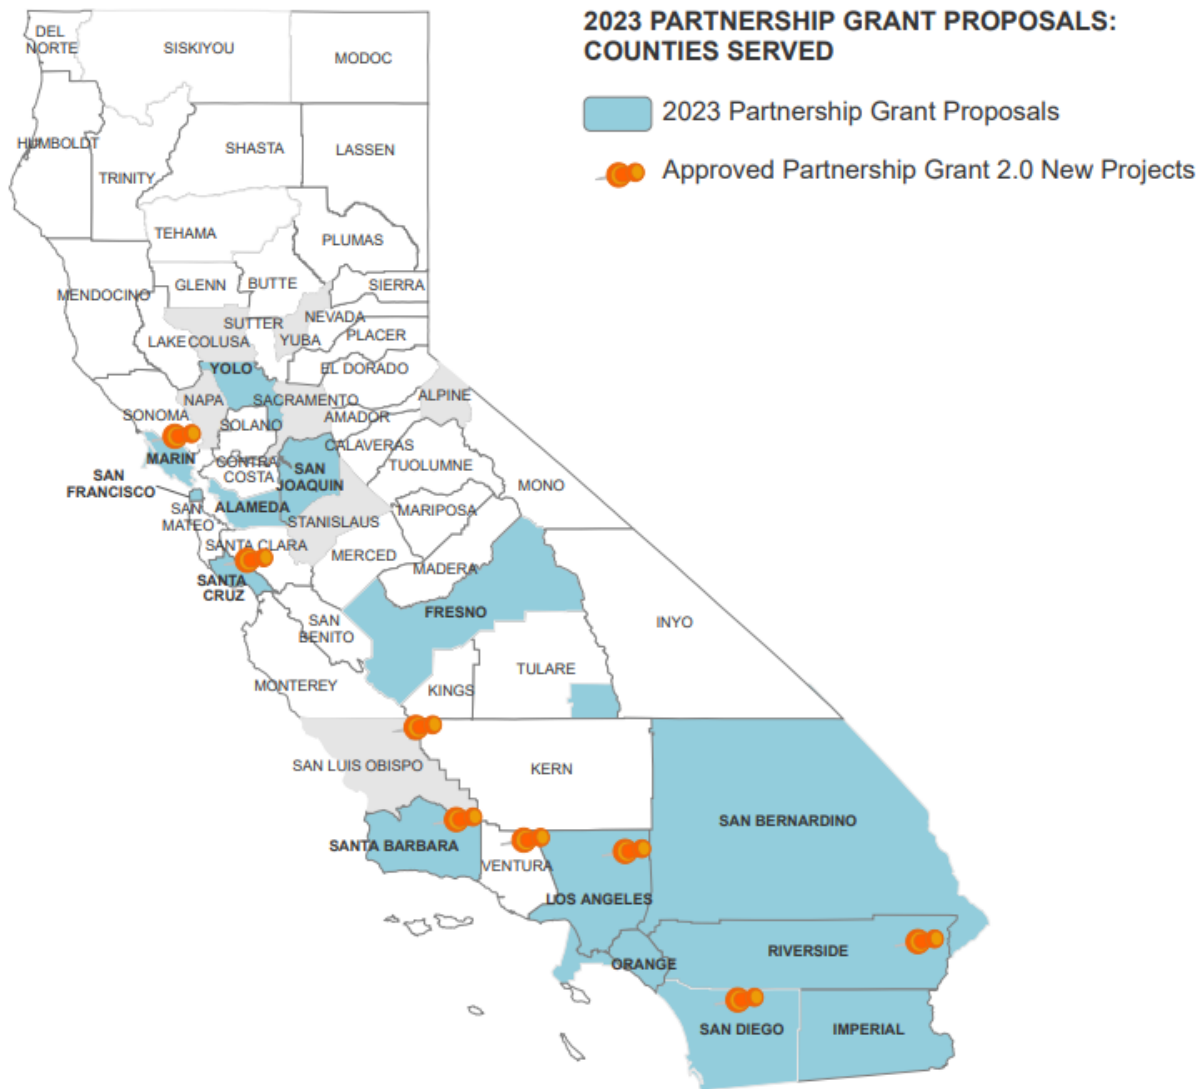 2023 PARTNERSHIP GRANT PROPOSALS:
COUNTIES SERVED
2023 Partnership Grant Proposals
Approved Partnership Grant 2.0 New Projects
DEL
NORTE
SISKIYOU
MODOC
HUMBOLDT
TRINITY
SHASTA
LASSEN
TEHAMA
PLUMAS
MENDOCINO
GLENN
BUTTE
SIERRA
LAKE
COLUSA
SUTTER
YUBA
NEVADA
PLACER
YOLO
EL DORADO
SONOMA
NAPA
SACRAMENTO
ALPINE
SOLANO
AMADOR
MARIN
CALAVERAS
CONTRA
COSTA
SAN
JOAQUIN
TUOLUMNE
SAN
FRANCISCO
MONO
SAN
MATEO
ALAMEDA
STANISLAUS
MARIPOSA
SANTA CLARA
MERCED
MADERA
SANTA
CRUZ
FRESNO
SAN
BENITO
INYO
TULARE
MONTEREY
KINGS
SAN LUIS OBISPO
KERN
SAN BERNARDINO
SANTA BARBARA
VENTURA
LOS ANGELES
ORANGE
RIVERSIDE
SAN DIEGO
IMPERIAL